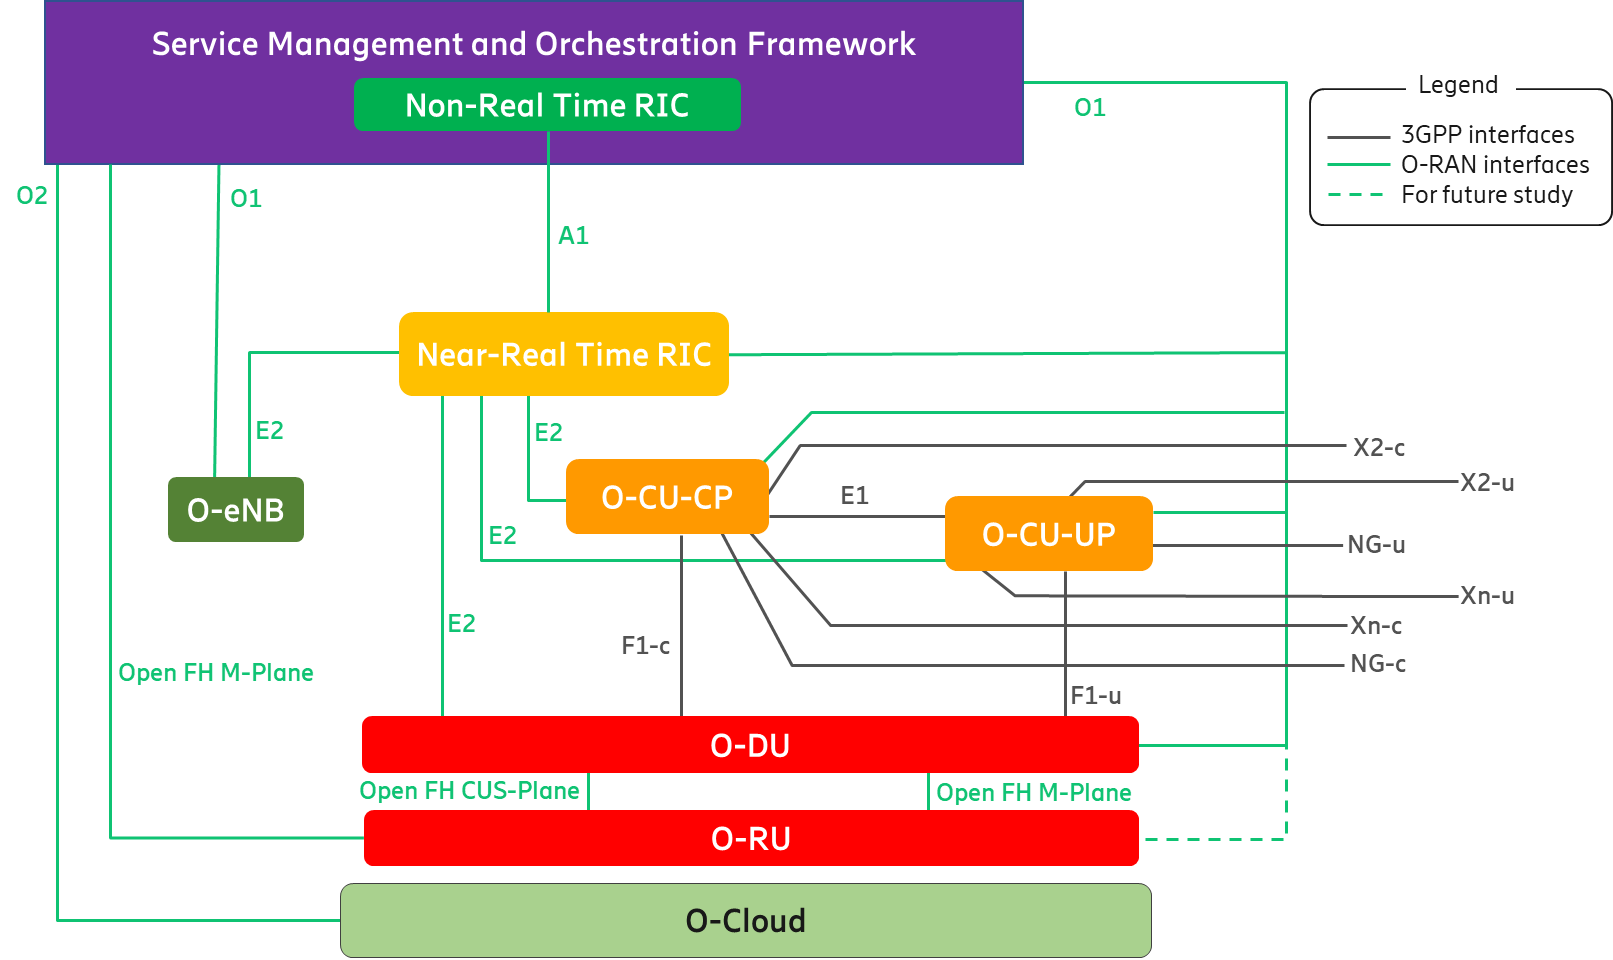 Service Management and Orchestration Framework
Non-Real Time RIC
O1
Legend
3GPP interfaces
O-RAN interfaces
For future study
O2
O1
A1
Near-Real Time RIC
E2
E2
X2-c
O-CU-CP
E1
X2-u
O-eNB
E2
O-CU-UP
NG-u
Xn-u
E2
Xn-c
F1-c
NG-c
Open FH M-Plane
F1-u
O-DU
Open FH CUS-Plane
Open FH M-Plane
O-RU
O-Cloud